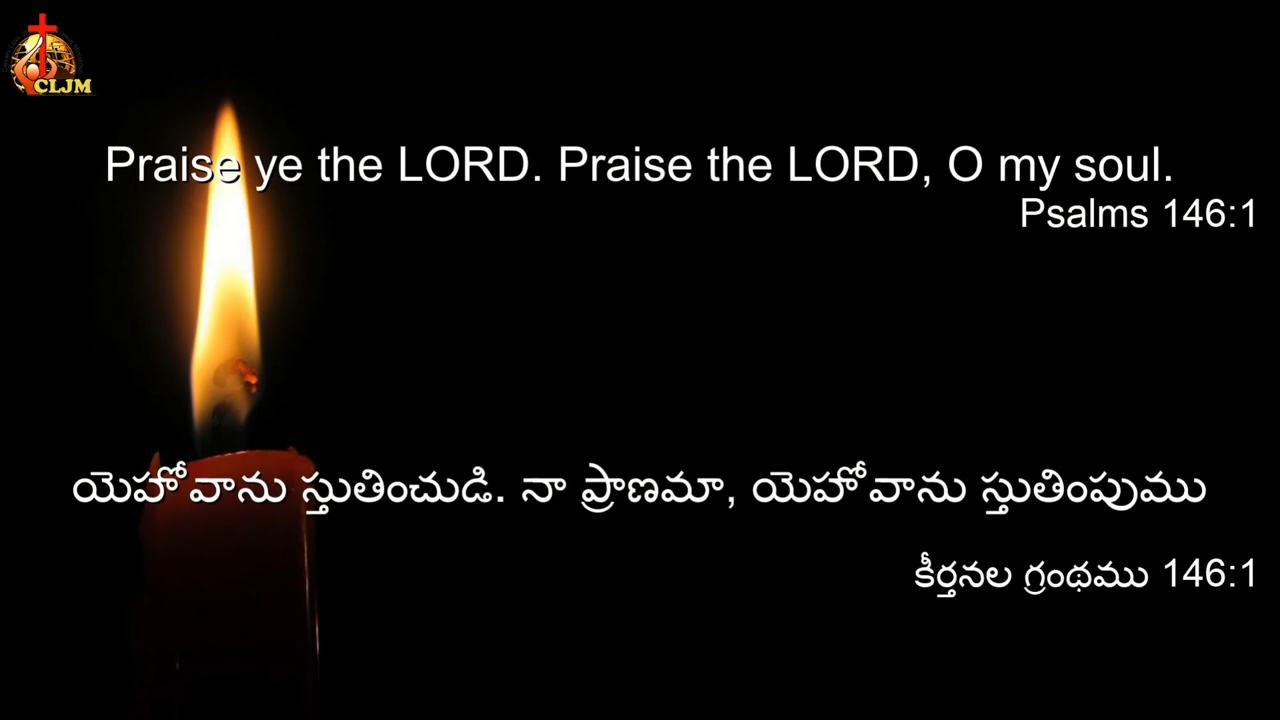 CLJM
Praise ye the LORD. Praise the LORD, O my soul.
Psalms 146:1
యెహోవాను స్తుతించుడి. నా ప్రాణమా, యెహోవాను స్తుతింపుము
కీర్తనల గ్రంథము 146:1